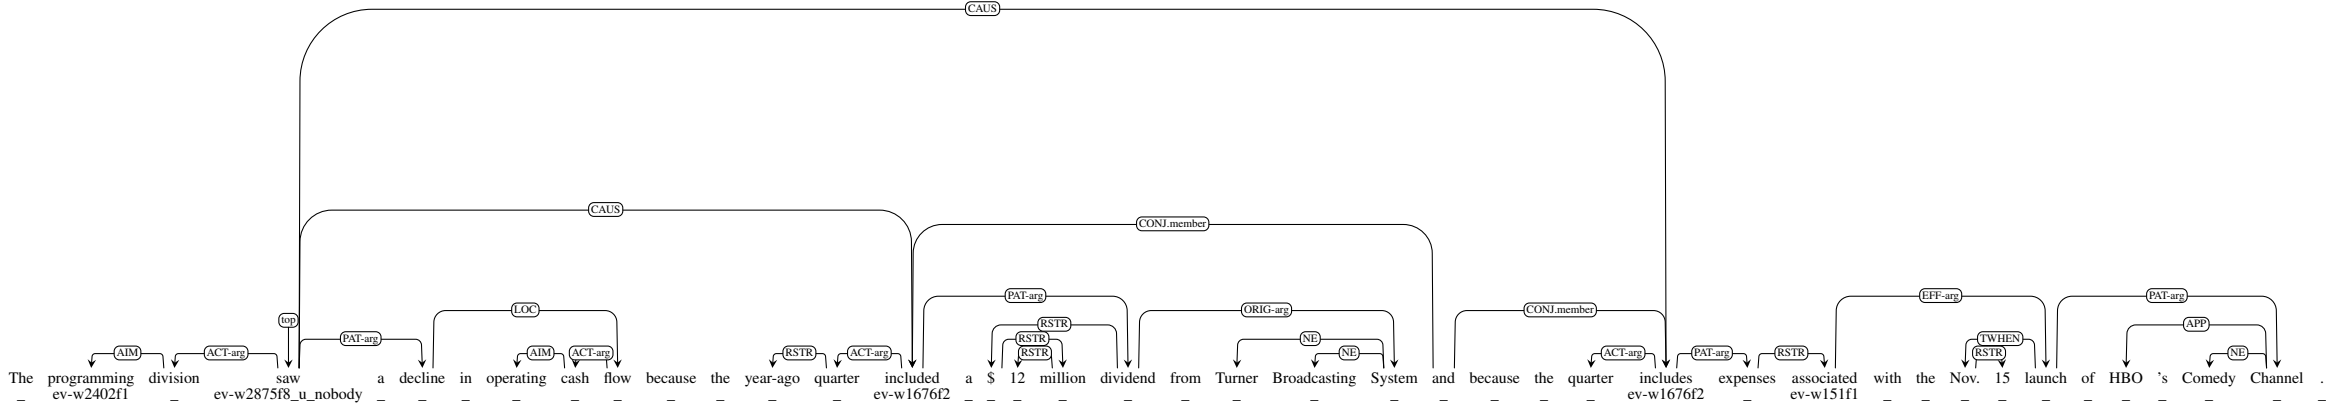 CAUS
CAUS
CONJ.member
PAT-arg EFF-arg PAT-arg
LOC ORIG-arg CONJ.member
top RSTR APP
PAT-arg RSTR NE TWHEN
AIM ACT-arg AIM ACT-arg RSTR ACT-arg RSTR NE ACT-arg PAT-arg RSTR RSTR NE
The programming division saw a decline in operating cash flow because the year-ago quarter included a $ 12 million dividend from Turner Broadcasting System and because the quarter includes expenses associated with the Nov. 15 launch of HBO 's Comedy Channel .
_ ev-w2402f1 _ ev-w2875f8_u_nobody _ _ _ _ _ _ _ _ _ _ ev-w1676f2 _ _ _ _ _ _ _ _ _ _ _ _ _ ev-w1676f2 _ ev-w151f1 _ _ _ _ _ _ _ _ _ _ _